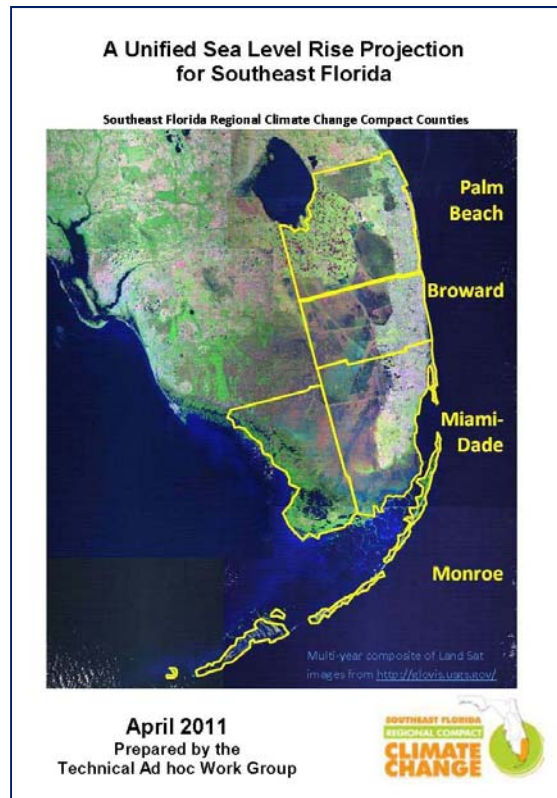 A Unified Sea Level Rise Projection
for Southeast Florida
Southeast Florida Regional Climate Change Compact Counties
Palm
Beach
Broward
Miami-
Dade
Monroe
Multi-year composite of Land Sat
images from http://glovis.usgs.gov/
April 2011
Prepared by the
Technical Ad hoc Work Group
SOUTHEAST FLORIDA
REGIONAL COMPACT
CLIMATE
CHANGE